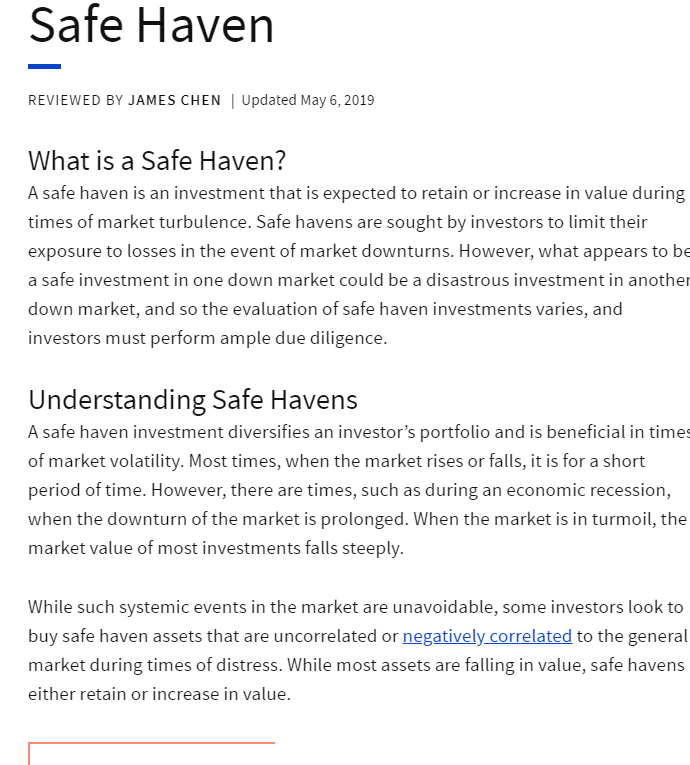 Safe Haven
REVIEWED BY JAMES CHEN | Updated May 6, 2019
What is a Safe Haven?
A safe haven is an investment that is expected to retain or increase in value during
times of market turbulence. Safe havens are sought by investors to limit their
exposure to losses in the event of market downturns. However, what appears to be
a safe investment in one down market could be a disastrous investment in another
down market, and so the evaluation of safe haven investments varies, and
investors must perform ample due diligence.
Understanding Safe Havens
A safe haven investment diversifies an investor’s portfolio and is beneficial in times
of market volatility. Most times, when the market rises or falls, it is for a short
period of time. However, there are times, such as during an economic recession,
when the downturn of the market is prolonged. When the market is in turmoil, the
market value of most investments falls steeply.
While such systemic events in the market are unavoidable, some investors look to
buy safe haven assets that are uncorrelated or negatively correlated to the general
market during times of distress. While most assets are falling in value, safe havens
either retain or increase in value.